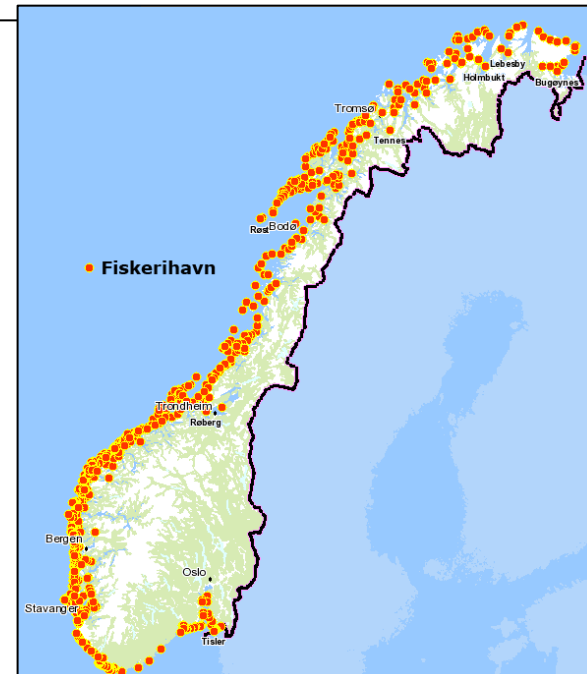 Lebesby
Holmbukt
Bugøynes
Tromsø
Tennes
Røst
Bodø
Fiskerihavn
Trondheim
Røberg
Bergen
Oslo
Stavanger
Tisler